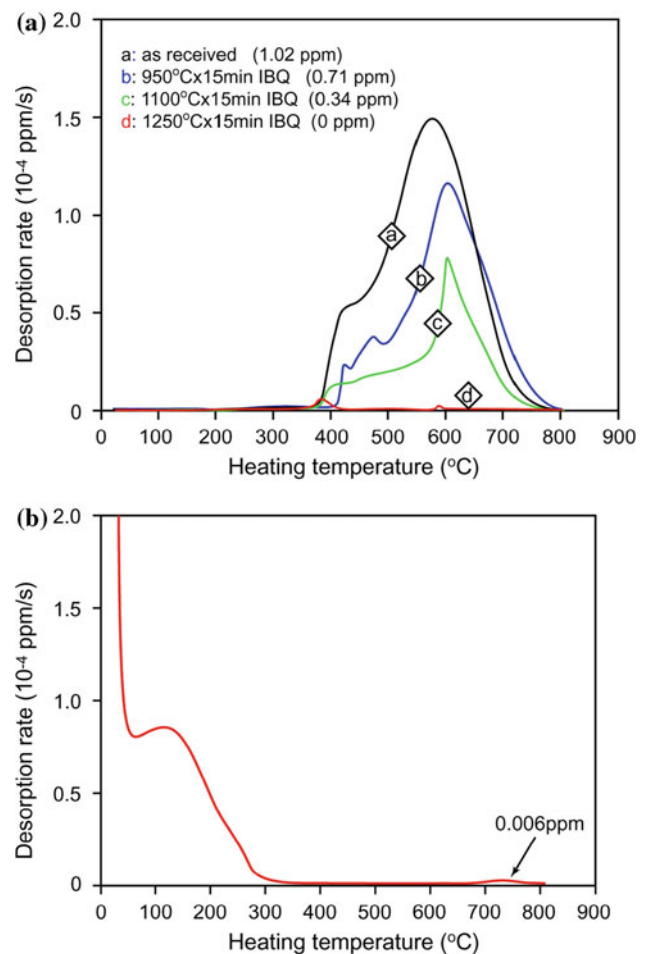 (a)
2.0
a: as received (1.02 ppm)
b: 950°Cx15min IBQ (0.71 ppm)
c: 1100°Cx15min IBQ (0.34 ppm)
d: 1250°Cx15min IBQ (0 ppm)
1.5
1.0
0.5
0
Desorption rate (10⁻⁴ ppm/s)
a
b
c
d
0 100 200 300 400 500 600 700 800 900
Heating temperature (°C)
(b)
2.0
1.5
1.0
0.5
0
Desorption rate (10⁻⁴ ppm/s)
0.006ppm
0 100 200 300 400 500 600 700 800 900
Heating temperature (°C)